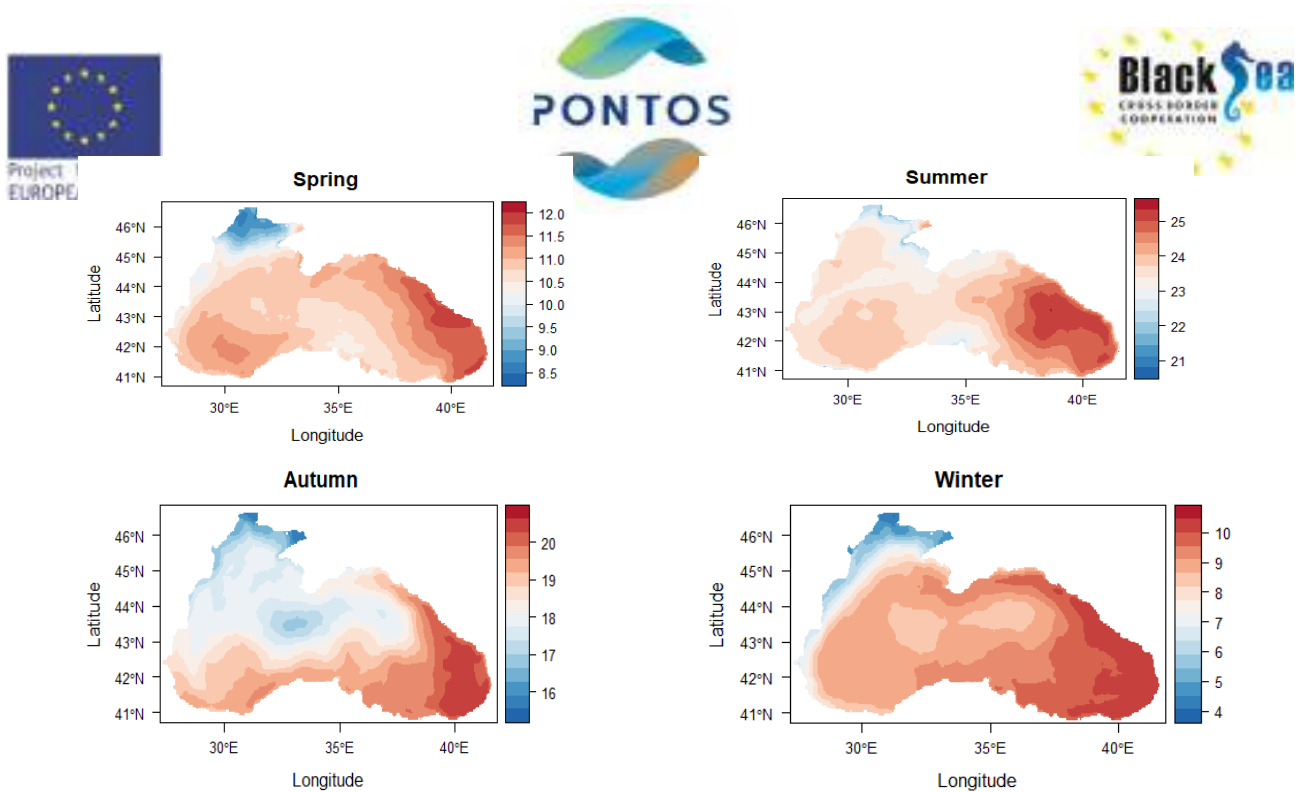 PONTOS
Black Sea
CROSS BORDER
COOPERATION
Project
EUROPE
Spring
46°N
45°N
44°N
43°N
42°N
41°N
Latitude
30°E
35°E
40°E
Longitude
12.0
11.5
11.0
10.5
10.0
9.5
9.0
8.5
Summer
46°N
45°N
44°N
43°N
42°N
41°N
Latitude
30°E
35°E
40°E
Longitude
25
24
23
22
21
Autumn
46°N
45°N
44°N
43°N
42°N
41°N
Latitude
30°E
35°E
40°E
Longitude
20
19
18
17
16
Winter
46°N
45°N
44°N
43°N
42°N
41°N
Latitude
30°E
35°E
40°E
Longitude
10
9
8
7
6
5
4